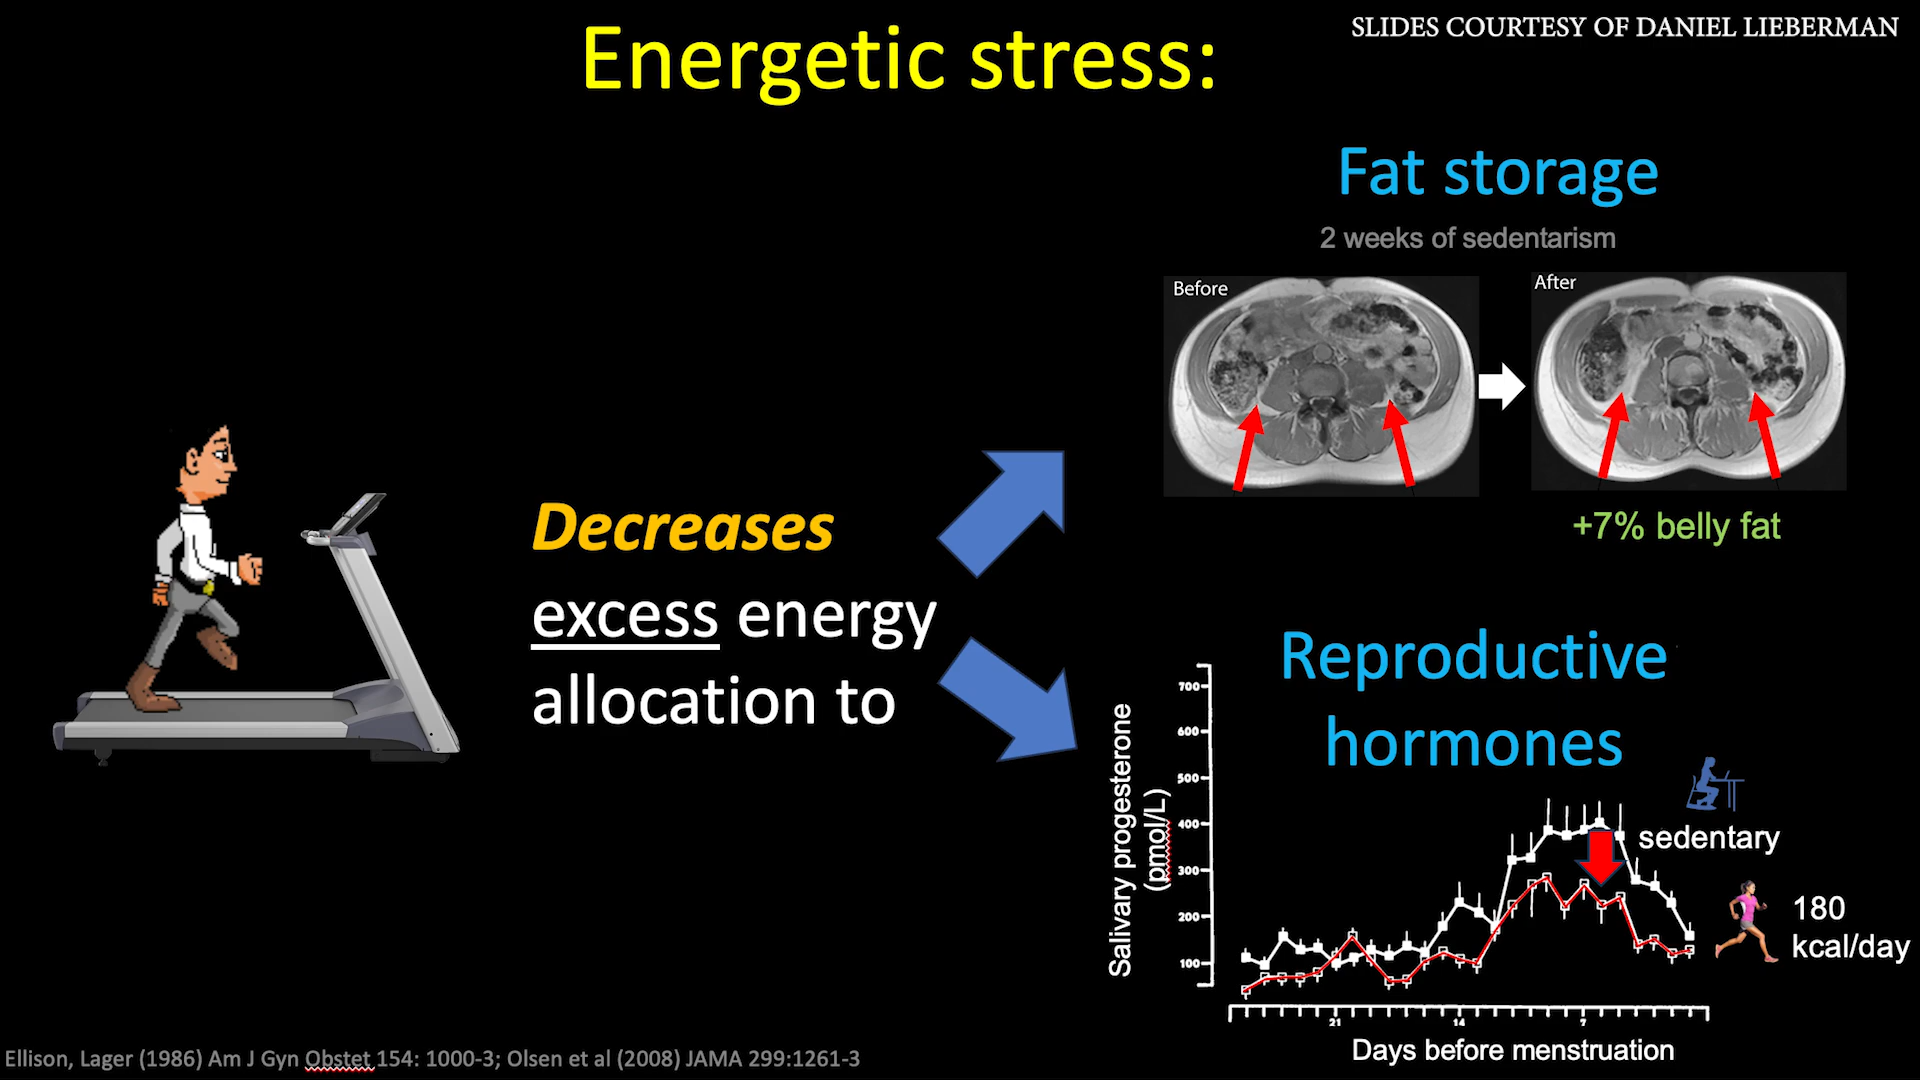 SLIDES COURTESY OF DANIEL LIEBERMAN
Energetic stress:
Fat storage
2 weeks of sedentarism
Before
After
+7% belly fat
Decreases
excess energy
allocation to
Reproductive
hormones
Salivary progesterone
(pmol/L)
700
600
500
400
300
200
100
sedentary
180
kcal/day
21
14
7
Days before menstruation
Ellison, Lager (1986) Am J Gyn Obstet 154: 1000-3; Olsen et al (2008) JAMA 299:1261-3